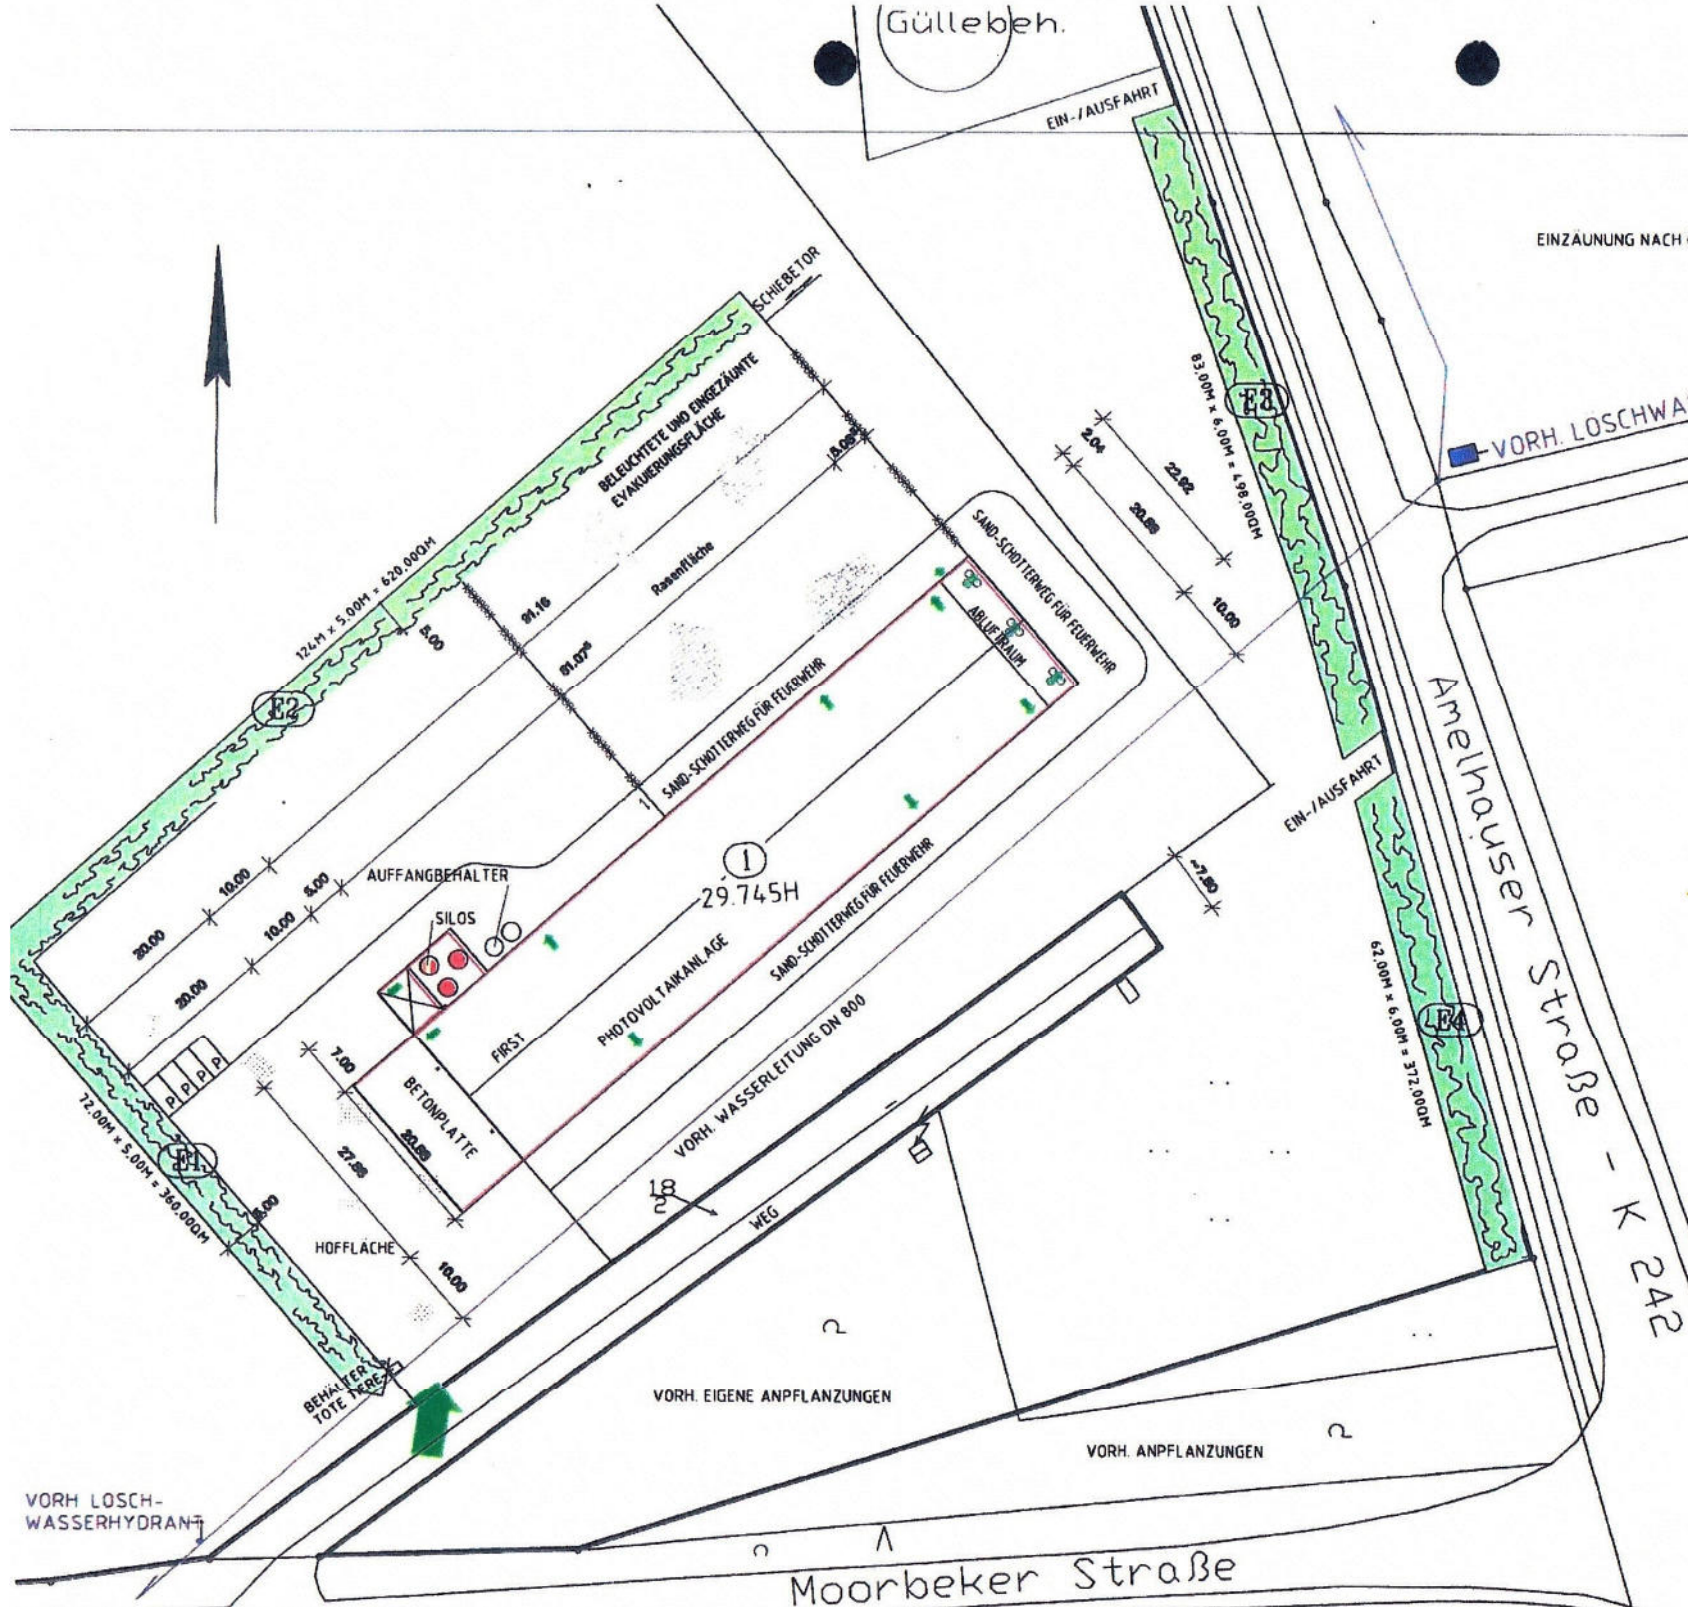 Gülleben.
EIN-/AUSFAHRT
EINZÄUNUNG NACH
SCHIEBETOR
BELEUCHTETE UND EINGEZÄUNTE
EVAKUIERUNGSFLÄCHE
83,00M x 6,00M = 498,00QM
E3
VORH. LÖSCHWA
2.04
22.92
20.88
10.00
Rasenfläche
SAND-SCHOTTERWEG FÜR FEUERWEHR
ABLUFTRAUM
124M x 5,00M = 620,00QM
5.00
91.16
E2
SAND-SCHOTTERWEG FÜR FEUERWEHR
Amelhauser Straße - K 242
EIN-/AUSFAHRT
1
29.745H
~7.80
AUFFANGBEHÄLTER
SILOS
10.00
5.00
20.00
10.00
20.00
SAND-SCHOTTERWEG FÜR FEUERWEHR
PHOTOVOLTAIKANLAGE
FIRST
62,00M x 6,00M = 372,00QM
E4
VORH. WASSERLEITUNG DN 800
P
P
P
P
7.00
BETONPLATTE
20.88
27.88
72,00M x 5,00M = 360,00QM
E1
5.00
HOFFLÄCHE
10.00
18
2
WEG
BEHÄLTER
TOTE TIERE
VORH. EIGENE ANPFLANZUNGEN
VORH. ANPFLANZUNGEN
VORH LÖSCH-
WASSERHYDRANT
Moorbeker Straße